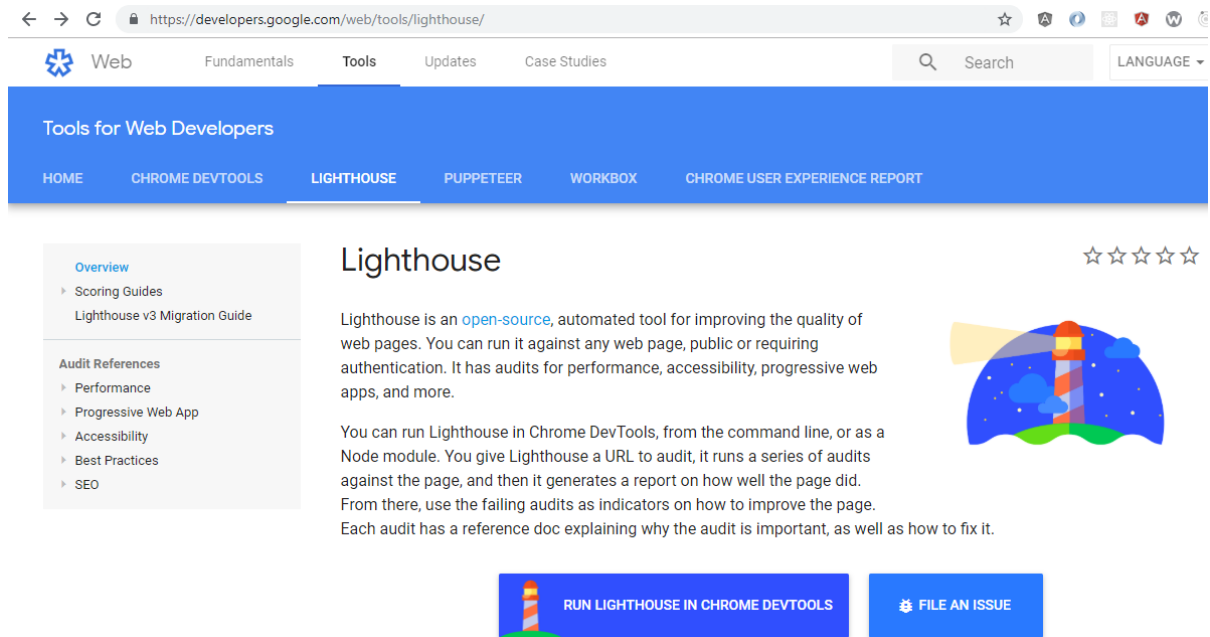 https://developers.google.com/web/tools/lighthouse/
Web Fundamentals Tools Updates Case Studies Search LANGUAGE
Tools for Web Developers
HOME CHROME DEVTOOLS LIGHTHOUSE PUPPETEER WORKBOX CHROME USER EXPERIENCE REPORT
Overview
Scoring Guides
Lighthouse v3 Migration Guide
Audit References
Performance
Progressive Web App
Accessibility
Best Practices
SEO
Lighthouse
Lighthouse is an open-source, automated tool for improving the quality of
web pages. You can run it against any web page, public or requiring
authentication. It has audits for performance, accessibility, progressive web
apps, and more.
You can run Lighthouse in Chrome DevTools, from the command line, or as a
Node module. You give Lighthouse a URL to audit, it runs a series of audits
against the page, and then it generates a report on how well the page did.
From there, use the failing audits as indicators on how to improve the page.
Each audit has a reference doc explaining why the audit is important, as well as how to fix it.
RUN LIGHTHOUSE IN CHROME DEVTOOLS FILE AN ISSUE